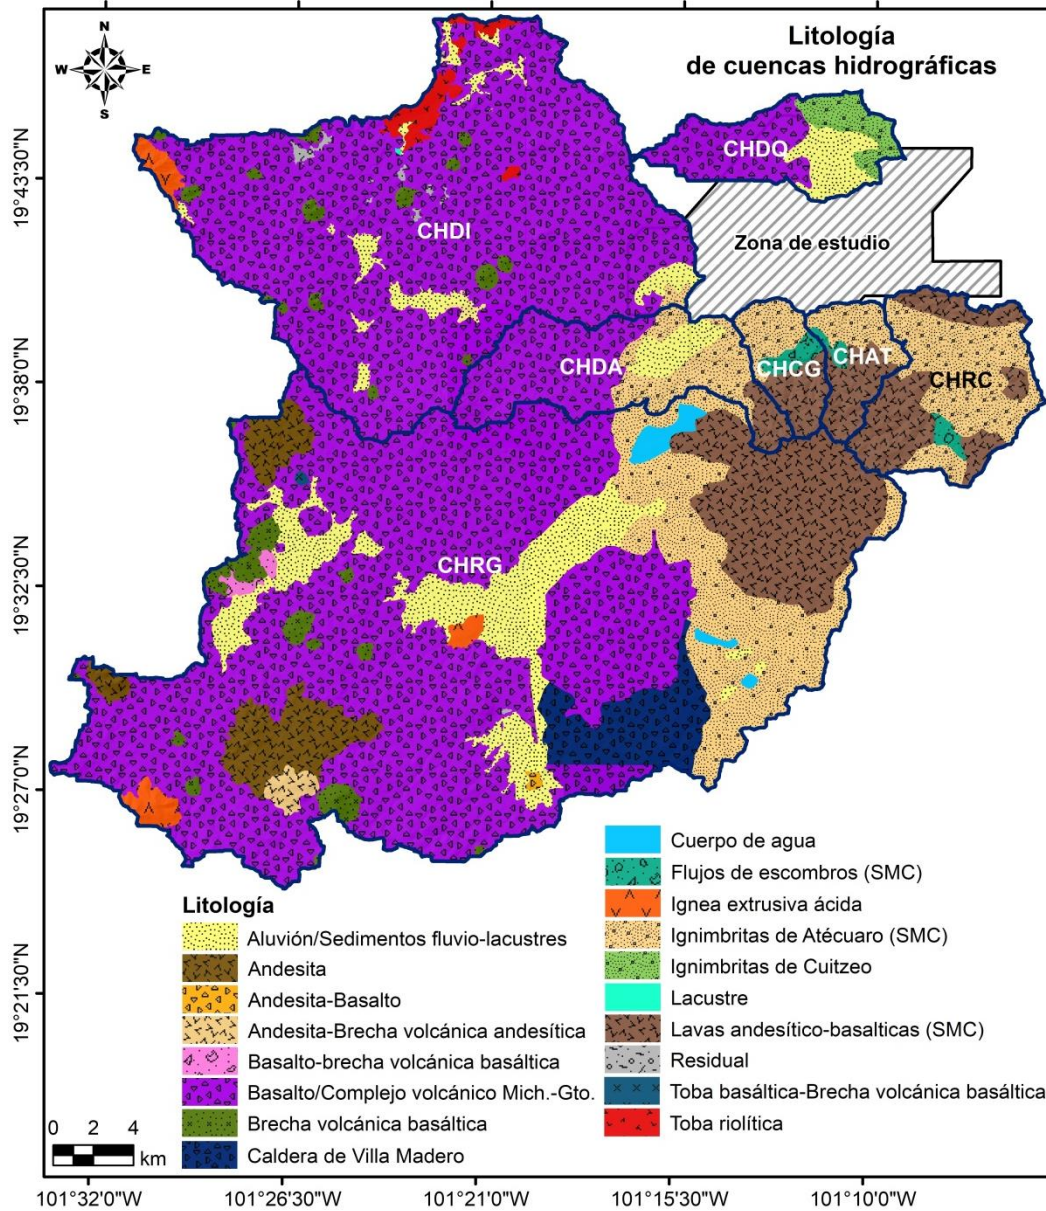 Litología
de cuencas hidrográficas
N
W
E
S
CHDQ
19°43'30"N
CHDI
Zona de estudio
CHDA
CHCG
CHAT
CHRC
19°38'0"N
CHRG
19°32'30"N
19°27'0"N
19°21'30"N
Litología
Aluvión/Sedimentos fluvio-lacustres
Andesita
Andesita-Basalto
Andesita-Brecha volcánica andesítica
Basalto-brecha volcánica basáltica
Basalto/Complejo volcánico Mich.-Gto.
Brecha volcánica basáltica
Caldera de Villa Madero
Cuerpo de agua
Flujos de escombros (SMC)
Ignea extrusiva ácida
Ignimbritas de Atécuaro (SMC)
Ignimbritas de Cuitzeo
Lacustre
Lavas andesítico-basalticas (SMC)
Residual
Toba basáltica-Brecha volcánica basáltica
Toba riolítica
0 2 4
km
101°32'0"W 101°26'30"W 101°21'0"W 101°15'30"W 101°10'0"W